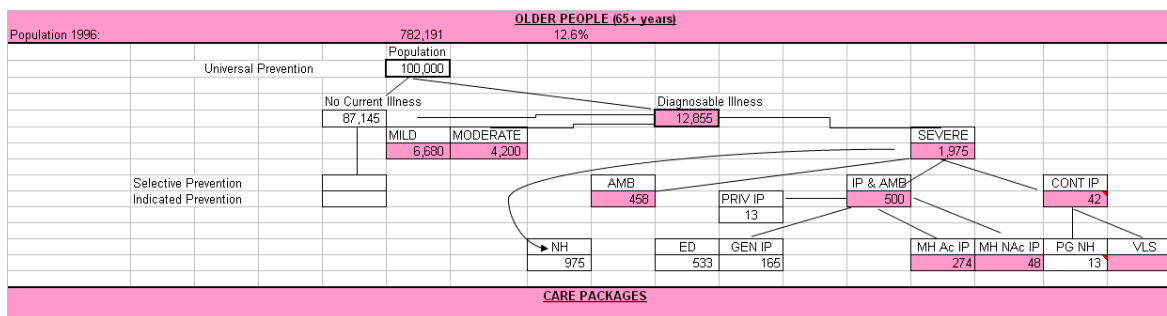 OLDER PEOPLE (65+ years)
Population 1996: 782,191 12.6%
Population
Universal Prevention 100,000
No Current Illness Diagnosable Illness
87,145 12,855
MILD MODERATE SEVERE
6,680 4,200 1,975
Selective Prevention AMB IP & AMB CONT IP
Indicated Prevention 458 PRIV IP 500 42
13
NH ED GEN IP MH Ac IP MH NAc IP PG NH VLS
975 533 165 274 48 13
CARE PACKAGES